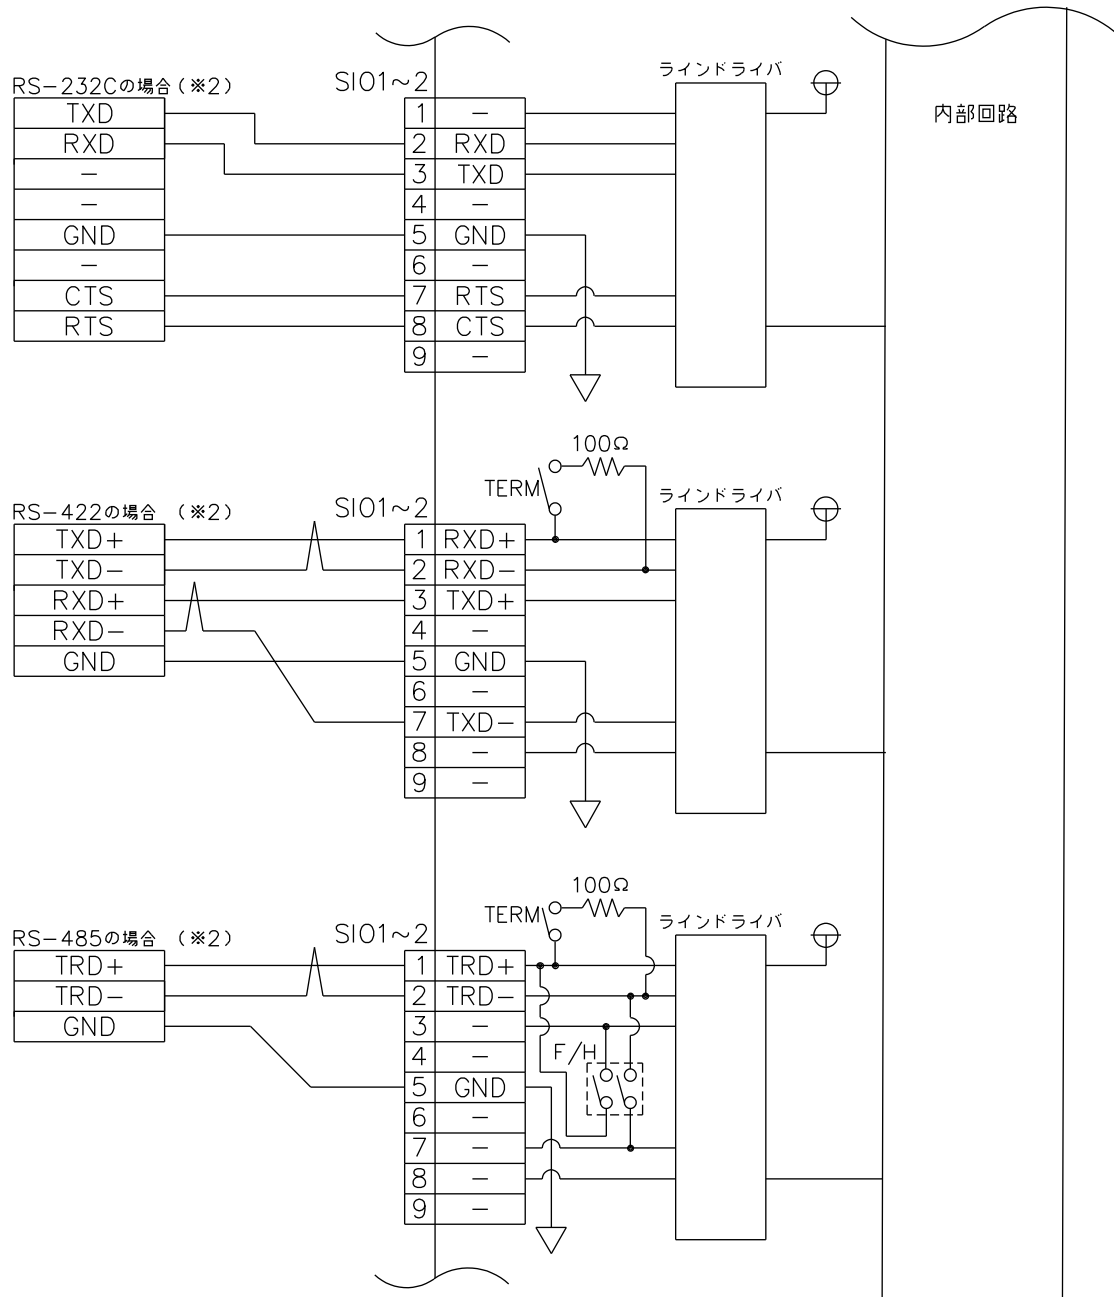 RS-232Cの場合(※2)
SIO1~2
ラインドライバ
内部回路
TXD 1 -
RXD 2 RXD
- 3 TXD
- 4 -
GND 5 GND
- 6 -
CTS 7 RTS
RTS 8 CTS
9 -
100Ω
TERM
RS-422の場合 (※2)
SIO1~2
ラインドライバ
TXD+ 1 RXD+
TXD- 2 RXD-
RXD+ 3 TXD+
RXD- 4 -
GND 5 GND
6 -
7 TXD-
8 -
9 -
100Ω
TERM
RS-485の場合 (※2)
SIO1~2
ラインドライバ
TRD+ 1 TRD+
TRD- 2 TRD-
GND 3 -
4 -
F/H
5 GND
6 -
7 -
8 -
9 -